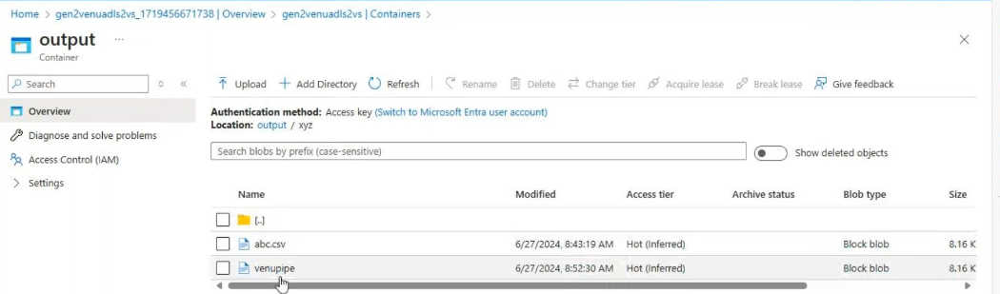 Home > gen2venuadls2vs_1719456671738 | Overview > gen2venuadls2vs | Containers >
output ...
Container
Search
Upload Add Directory Refresh Rename Delete Change tier Acquire lease Break lease Give feedback
Overview
Diagnose and solve problems
Access Control (IAM)
Settings
Authentication method: Access key (Switch to Microsoft Entra user account)
Location: output / xyz
Search blobs by prefix (case-sensitive)
Show deleted objects
Name Modified Access tier Archive status Blob type Size
[..]
abc.csv 6/27/2024, 8:43:19 AM Hot (Inferred) Block blob 8.16 K
venupipe 6/27/2024, 8:52:30 AM Hot (Inferred) Block blob 8.16 K